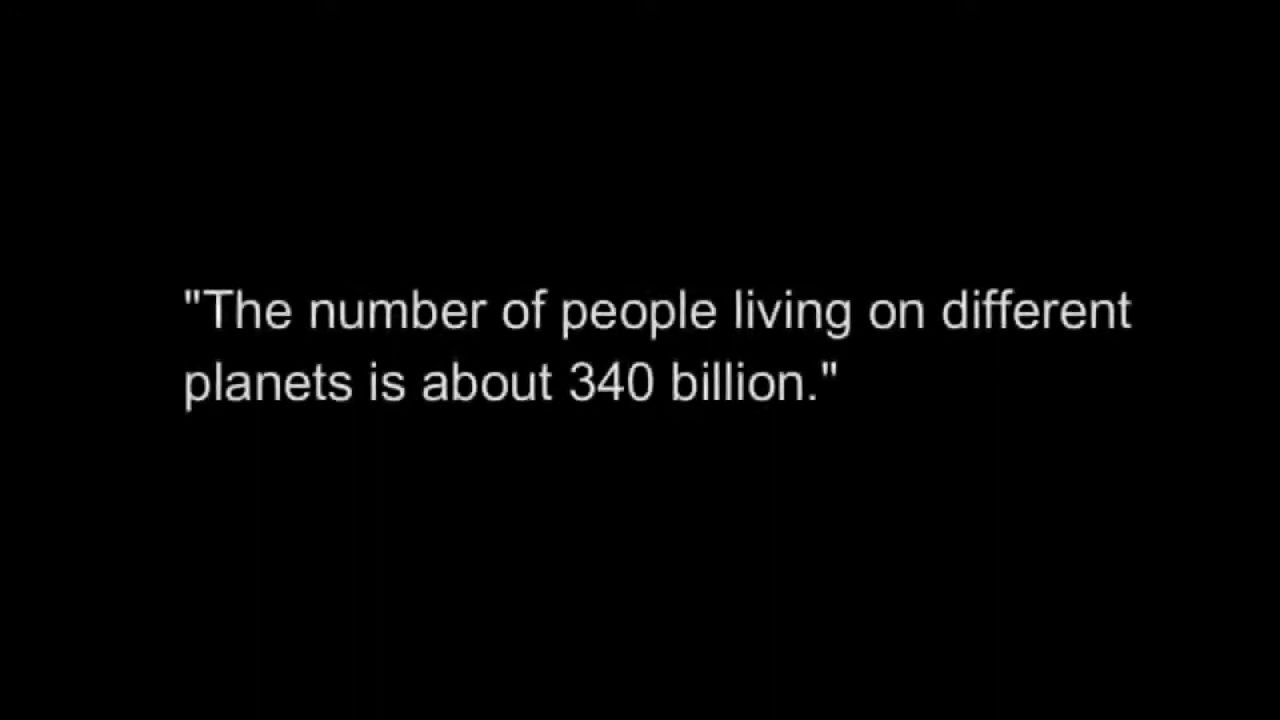 "The number of people living on different
planets is about 340 billion."